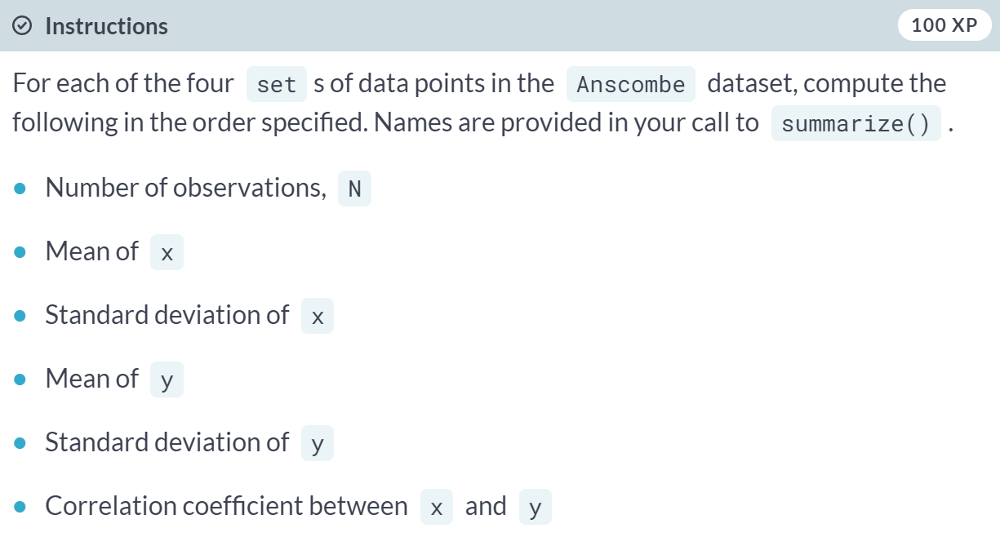 Instructions 100 XP
For each of the four set s of data points in the Anscombe dataset, compute the
following in the order specified. Names are provided in your call to summarize() .
Number of observations, N
Mean of x
Standard deviation of x
Mean of y
Standard deviation of y
Correlation coefficient between x and y